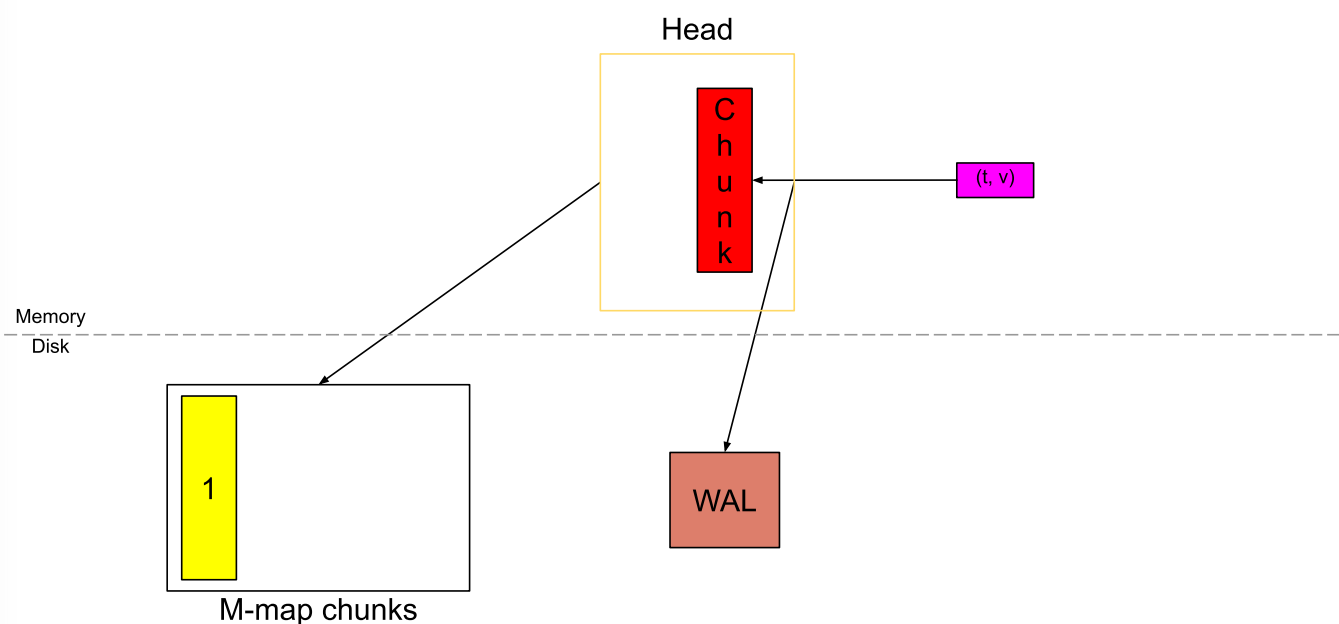 Head
C
h
u
n
k
(t, v)
Memory
Disk
1
WAL
M-map chunks